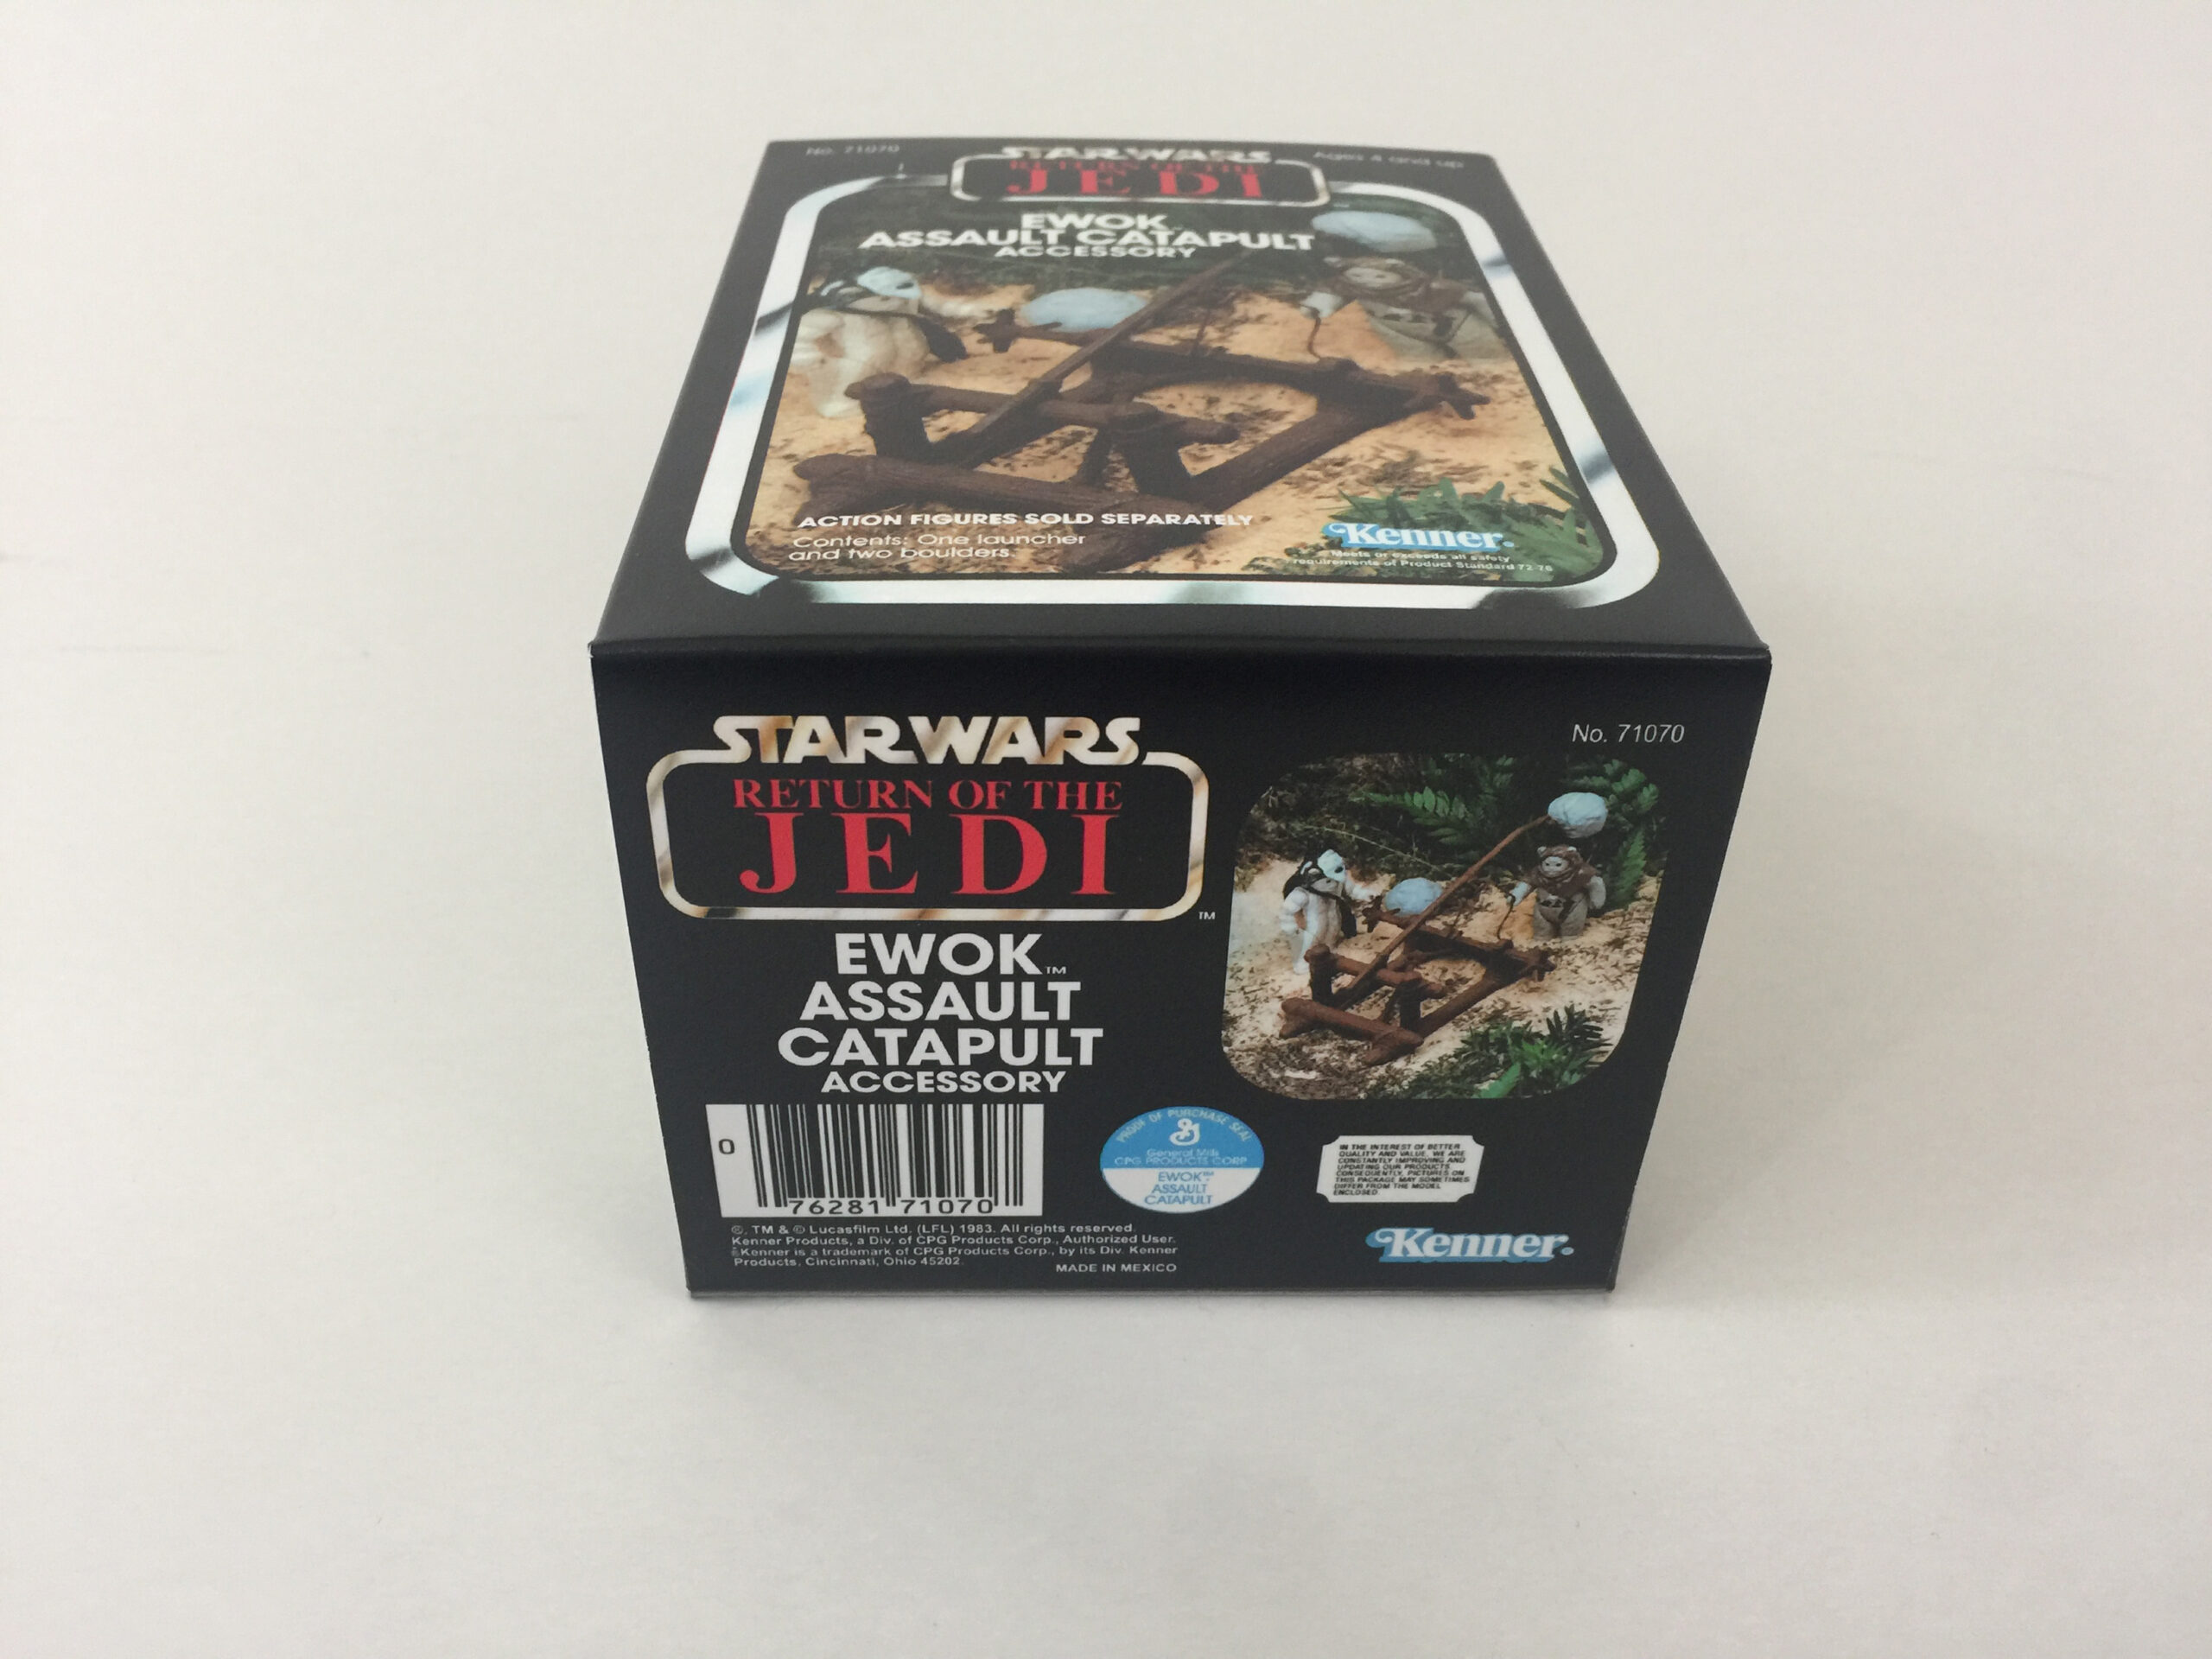 No. 71070
STAR WARS
Ages 4 and up
RETURN OF THE
JEDI
EWOK
ASSAULT CATAPULT
ACCESSORY
ACTION FIGURES SOLD SEPARATELY
Contents: One launcher
and two boulders.
Kenner.
Meets or exceeds all safety
requirements of Product Standard 72-76
STAR WARS
No. 71070
RETURN OF THE
JEDI
TM
EWOK TM
ASSAULT
CATAPULT
ACCESSORY
0
76281 71070
PROOF OF PURCHASE SEAL
General Mills
CPG PRODUCTS CORP
EWOK™
ASSAULT
CATAPULT
IN THE INTEREST OF BETTER
QUALITY AND VALUE, WE ARE
CONSTANTLY IMPROVING AND
UPDATING OUR PRODUCTS.
CONSEQUENTLY, PICTURES ON
THIS PACKAGE MAY SOMETIMES
DIFFER FROM THE MODEL
ENCLOSED.
®, TM & © Lucasfilm Ltd. (LFL) 1983. All rights reserved.
Kenner Products, a Div. of CPG Products Corp., Authorized User.
®Kenner is a trademark of CPG Products Corp., by its Div. Kenner
Products, Cincinnati, Ohio 45202.
MADE IN MEXICO
Kenner.